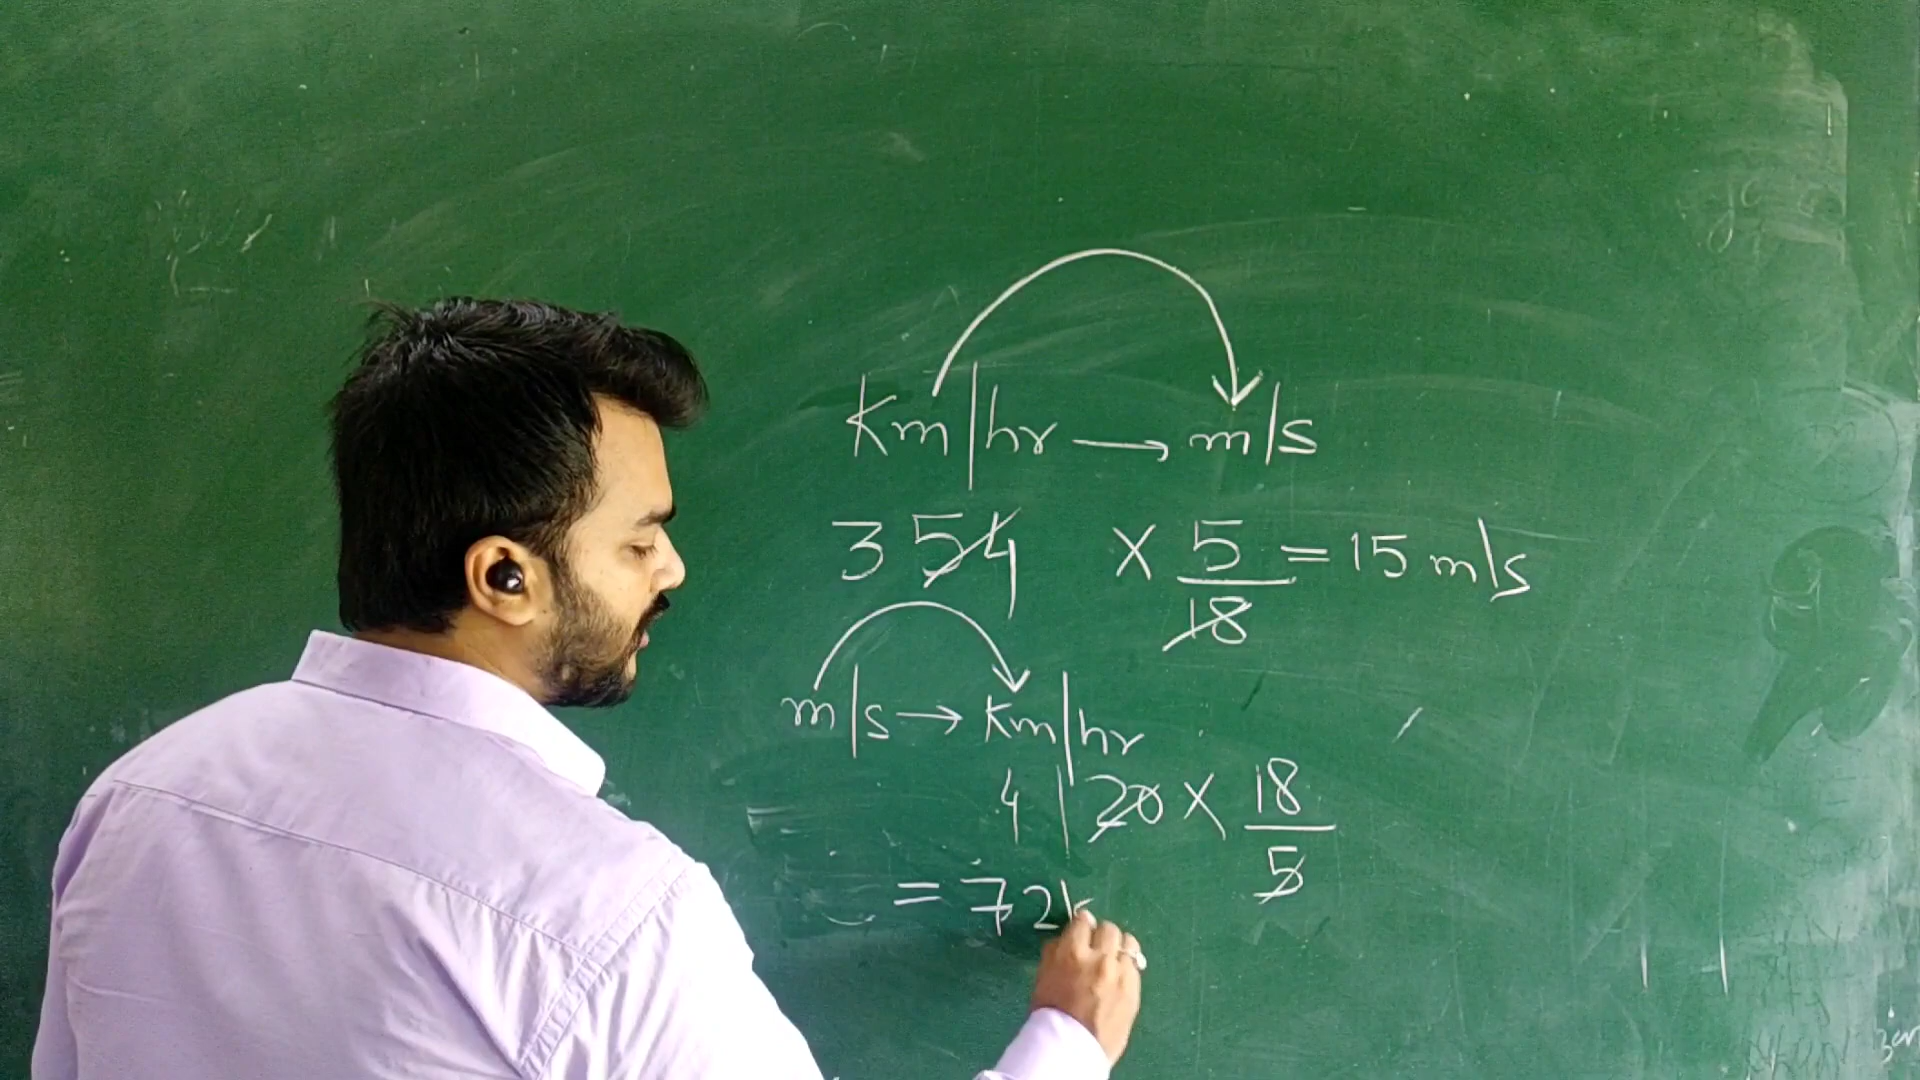 Km/hr → m/s
3 54 × 5/18 = 15 m/s
m/s → Km/hr
4 | 20 × 18/5
= 72k